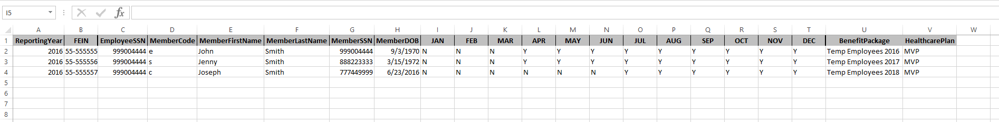 I5 fx
A B C D E F G H I J K L M N O P Q R S T U V W
1 ReportingYear FEIN EmployeeSSN MemberCode MemberFirstName MemberLastName MemberSSN MemberDOB JAN FEB MAR APR MAY JUN JUL AUG SEP OCT NOV DEC BenefitPackage HealthcarePlan
2 2016 55-555555 999004444 e John Smith 999004444 9/3/1970 N N N Y Y Y Y Y Y Y Y Y Temp Employees 2016 MVP
3 2016 55-555556 999004444 s Jenny Smith 888223333 3/15/1972 N N N Y Y Y Y Y Y Y Y Y Temp Employees 2017 MVP
4 2016 55-555557 999004444 c Joseph Smith 777449999 6/23/2016 N N N N N N Y Y Y Y Y Y Temp Employees 2018 MVP
5
6
7
8